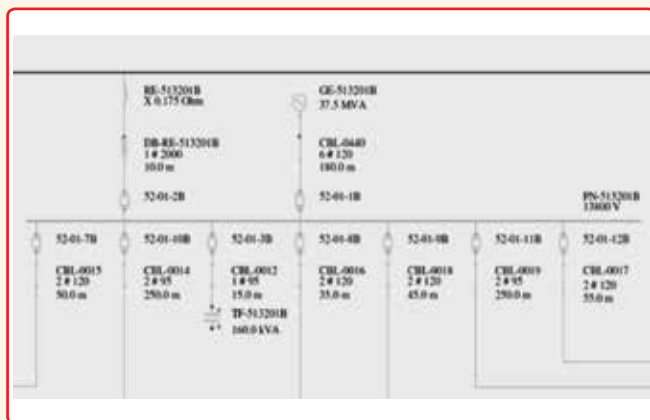 RE-513201B
X 0.175 Ohm
GE-513201B
37.5 MVA
DB-RE-513201B
1 # 2000
10.0 m
CBL-0440
6 # 120
180.0 m
52-01-2B
52-01-1B
PN-513201B
13800 V
52-01-7B
52-01-10B
52-01-3B
52-01-8B
52-01-9B
52-01-11B
52-01-12B
CBL-0015
2 # 120
50.0 m
CBL-0014
2 # 95
250.0 m
CBL-0012
1 # 95
15.0 m
CBL-0016
2 # 120
35.0 m
CBL-0018
2 # 120
45.0 m
CBL-0019
2 # 95
250.0 m
CBL-0017
2 # 120
55.0 m
TF-513201B
160.0 kVA